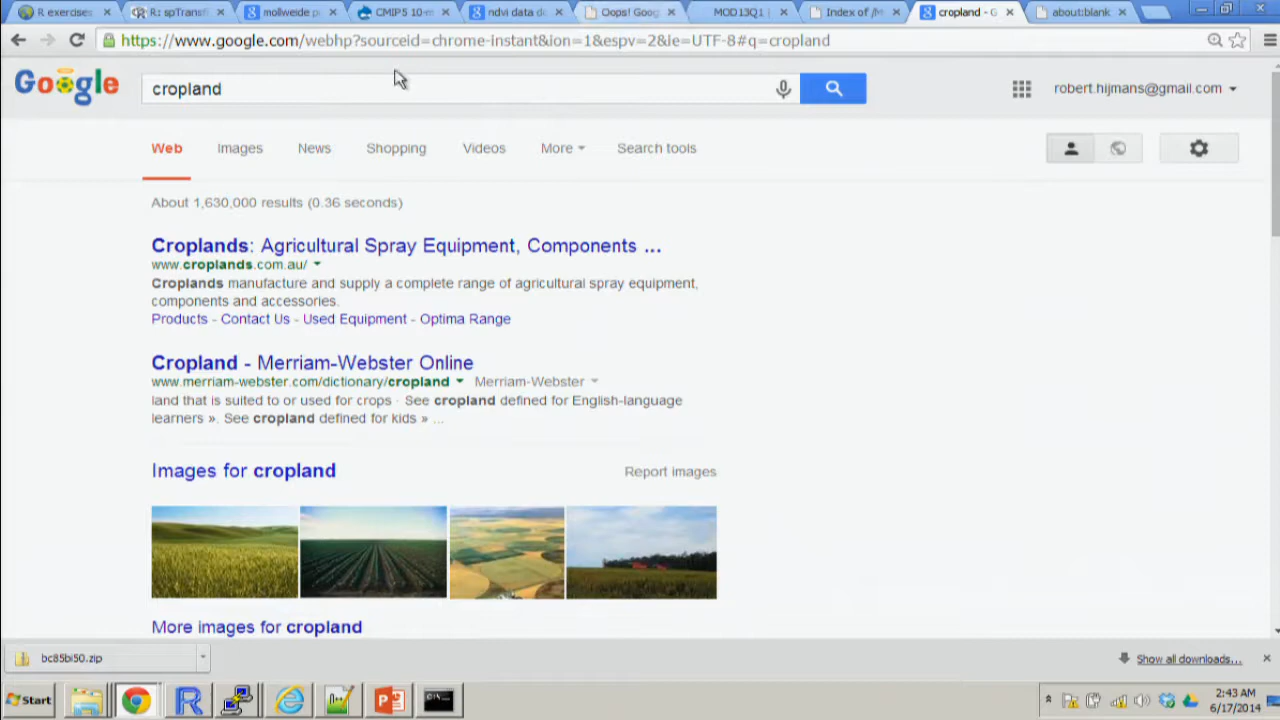 R exercises
R: spTransf
mollweide p
CMIP5 10-m
ndvi data d
Oops! Goog
MOD13Q1
Index of /M
cropland - G
about:blank
https://www.google.com/webhp?sourceid=chrome-instant&ion=1&espv=2&ie=UTF-8#q=cropland
Google
cropland
robert.hijmans@gmail.com
Web
Images
News
Shopping
Videos
More
Search tools
About 1,630,000 results (0.36 seconds)
Croplands: Agricultural Spray Equipment, Components ...
www.croplands.com.au/
Croplands manufacture and supply a complete range of agricultural spray equipment,
components and accessories.
Products - Contact Us - Used Equipment - Optima Range
Cropland - Merriam-Webster Online
www.merriam-webster.com/dictionary/cropland Merriam-Webster
land that is suited to or used for crops · See cropland defined for English-language
learners ». See cropland defined for kids » ...
Images for cropland
Report images
More images for cropland
bc85bi50.zip
Show all downloads...
Start
2:43 AM
6/17/2014